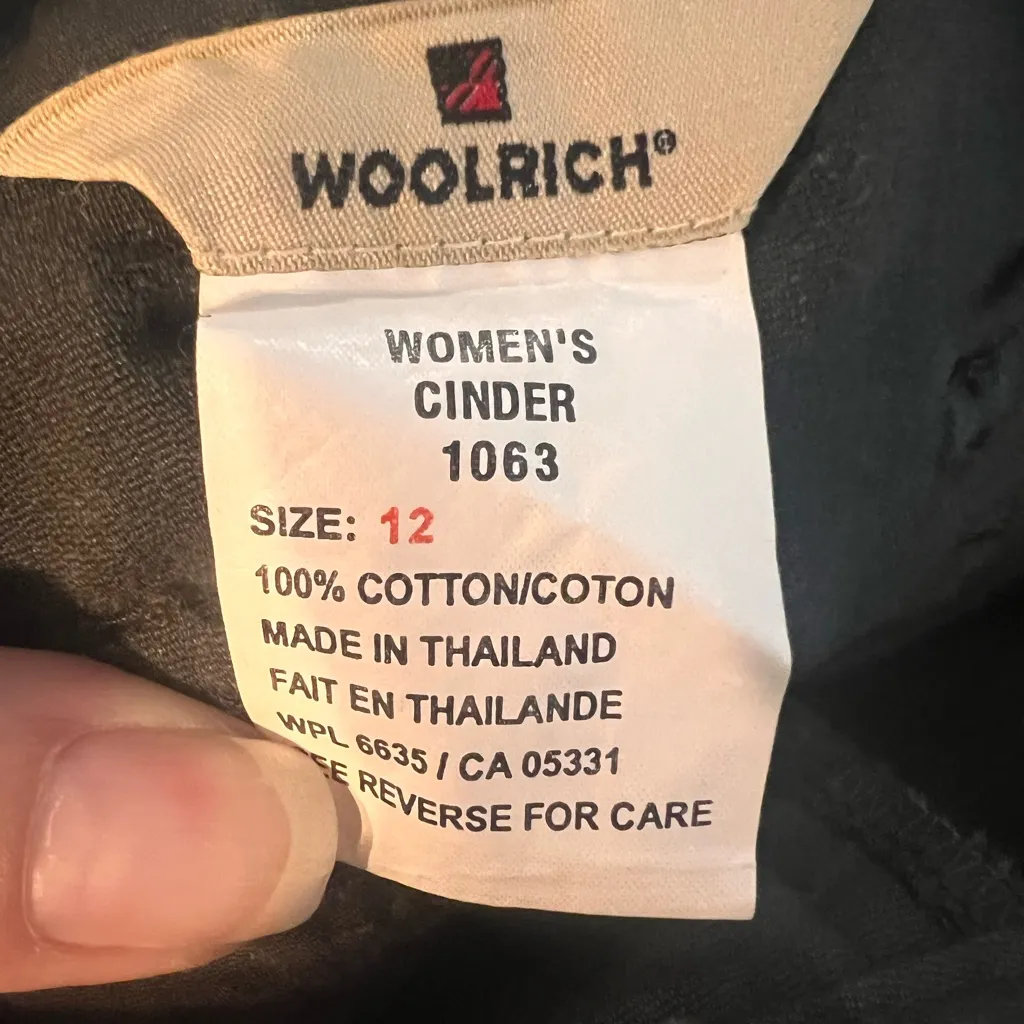 WOOLRICH®
WOMEN'S
CINDER
1063
SIZE: 12
100% COTTON/COTON
MADE IN THAILAND
FAIT EN THAILANDE
WPL 6635 / CA 05331
REVERSE FOR CARE